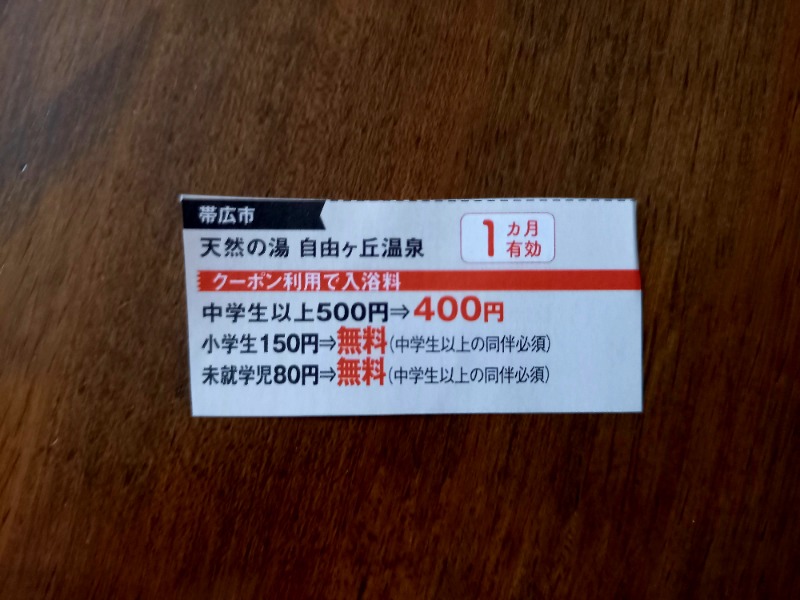 帯広市
天然の湯 自由ヶ丘温泉
1カ月有効
クーポン利用で入浴料
中学生以上500円⇒400円
小学生150円⇒無料(中学生以上の同伴必須)
未就学児80円⇒無料(中学生以上の同伴必須)